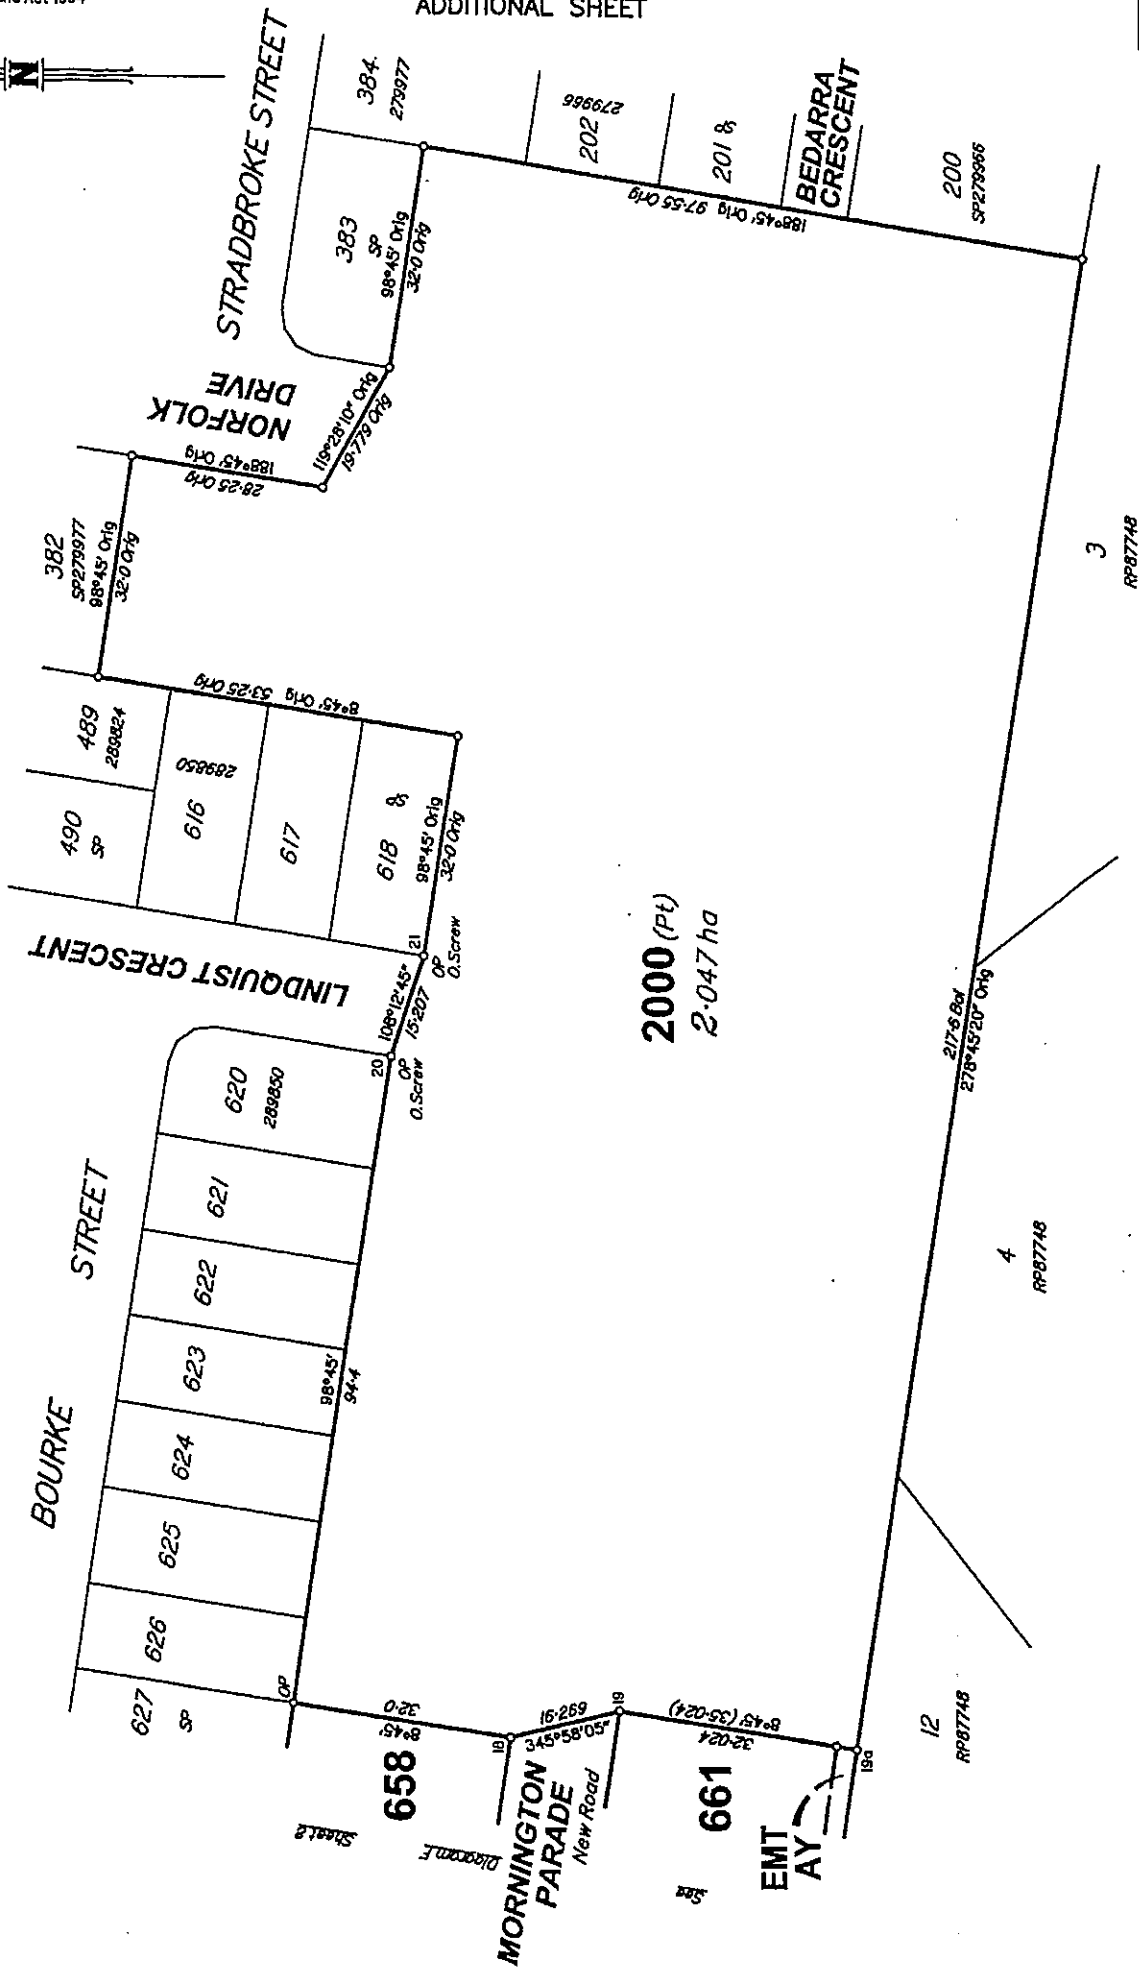 ADDITIONAL SHEET
N
STRADBROKE STREET
384
279977
383
SP
98°45' Orig
32·0 Orig
202
279966
201 &
BEDARRA
CRESCENT
200
SP279966
188°45' Orig 97·55 Orig
NORFOLK
DRIVE
119°28'10" Orig
19·779 Orig
188°45' Orig
28·25 Orig
382
SP279977
98°45' Orig
32·0 Orig
8°45' Orig 53·25 Orig
489
289824
490
SP
616
289850
617
618 &
98°45' Orig
32·0 Orig
LINDQUIST CRESCENT
21
OP
O.Screw
108°12'45"
15·207
20
OP
O.Screw
620
289850
621
622
623
624
625
626
627
SP
BOURKE STREET
98°45'
94·4
2000 (Pt)
2·047 ha
217·6 Bal
278°45'20" Orig
3
RP87748
4
RP87748
12
RP87748
OP
8°45'
32·0
658
18
16·269
345°58'05"
19
MORNINGTON
PARADE
New Road
8°45' (35·024)
32·024
661
19a
EMT
AY
See
Diagram F
Sheet 2